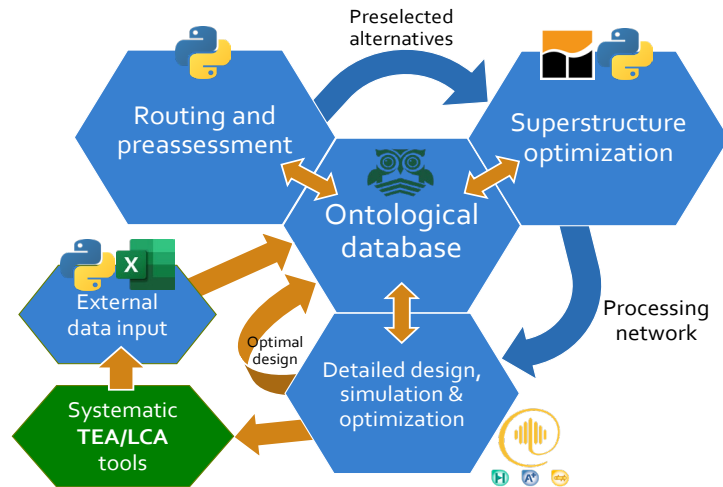 Preselected
alternatives
Routing and
preassessment
Superstructure
optimization
Ontological
database
X
External
data input
Optimal
design
Processing
network
Detailed design,
simulation &
optimization
Systematic
TEA/LCA
tools